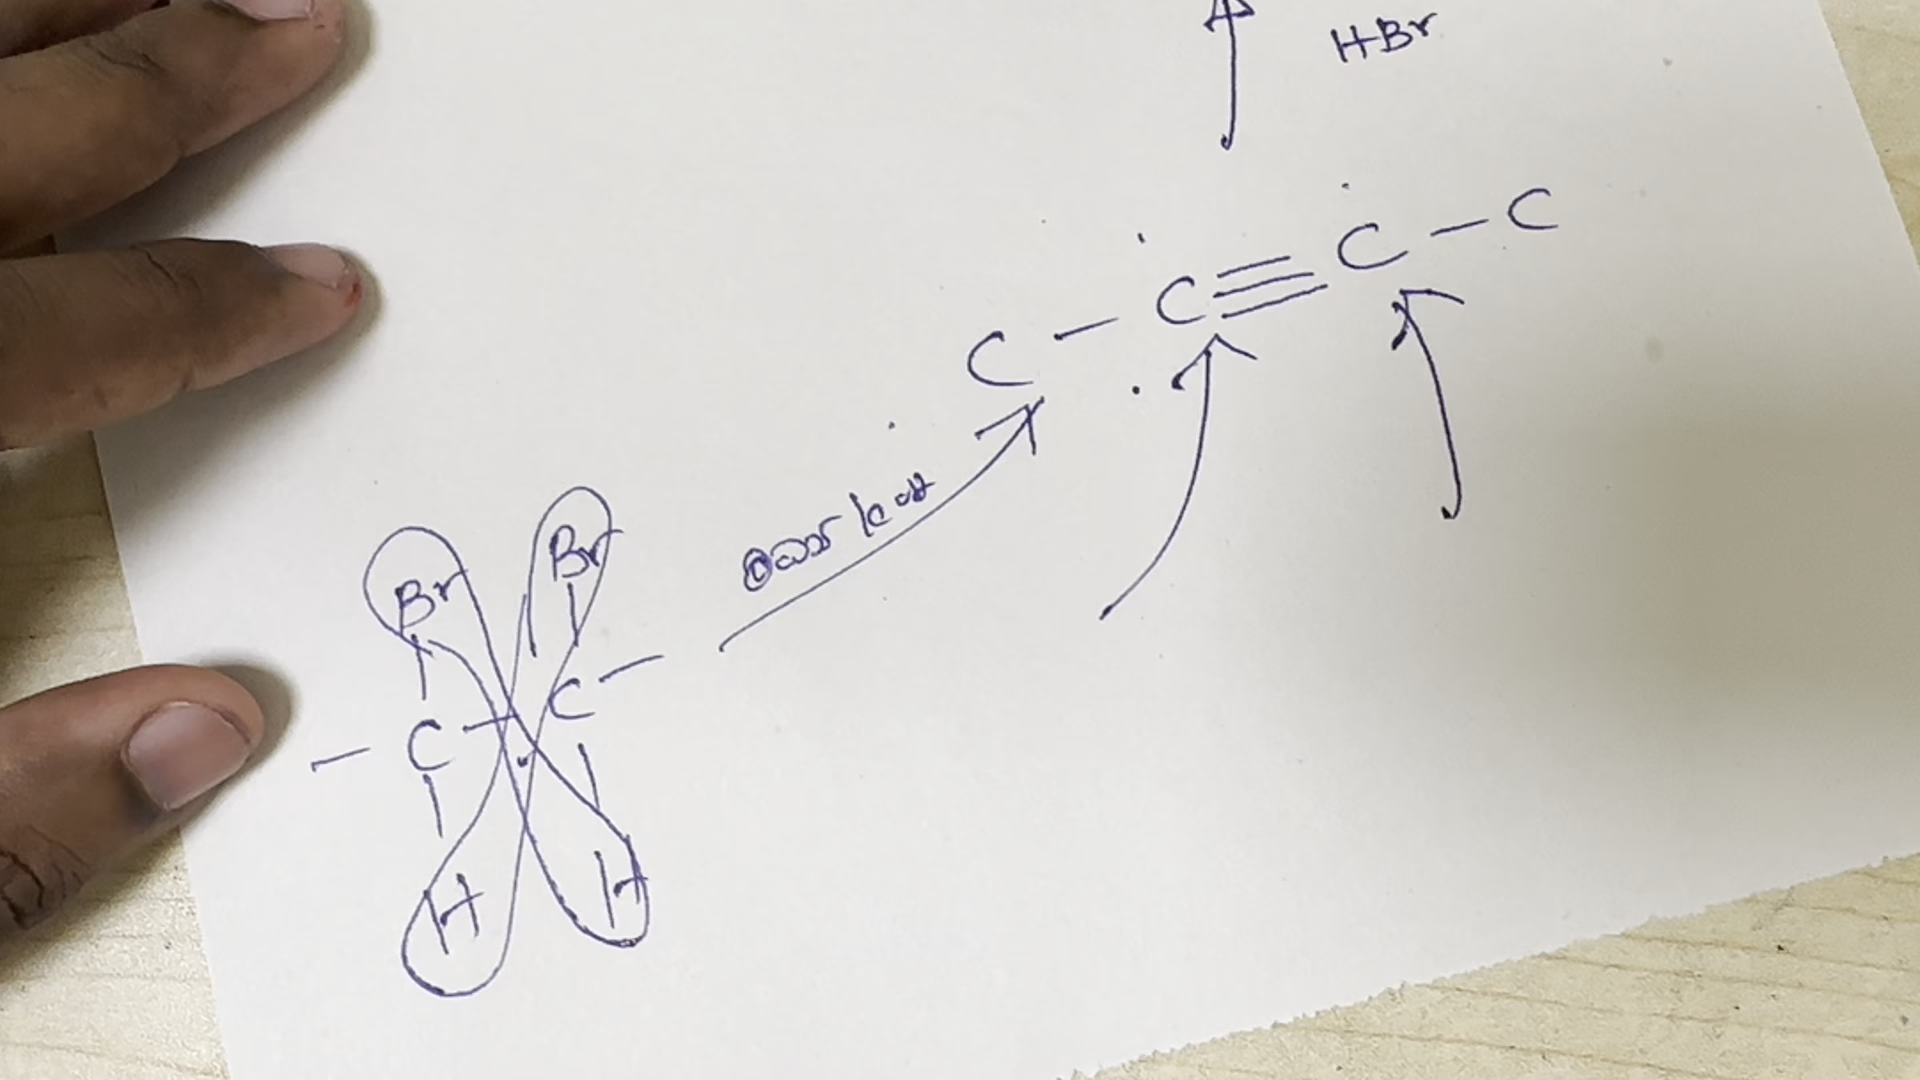 HBr
C - C ≡ C - C
Br Br
- C - C -
H H